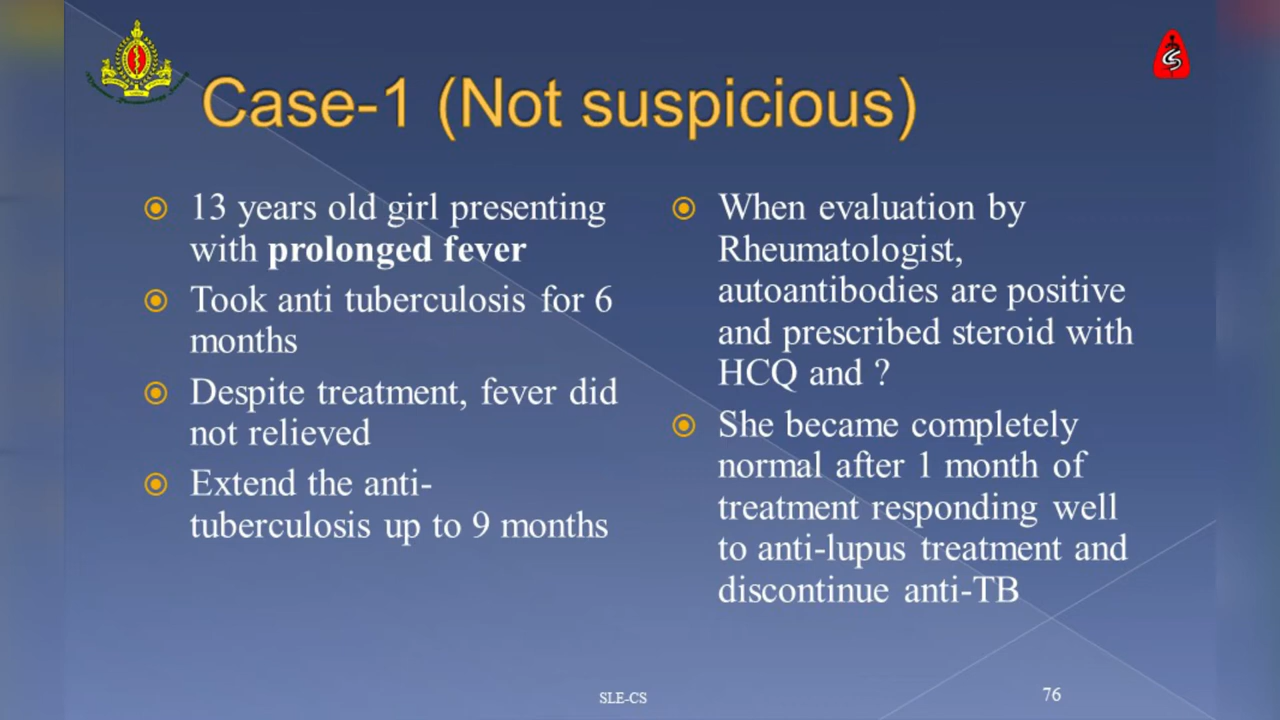 Case-1 (Not suspicious)
13 years old girl presenting
with prolonged fever
Took anti tuberculosis for 6
months
Despite treatment, fever did
not relieved
Extend the anti-
tuberculosis up to 9 months
When evaluation by
Rheumatologist,
autoantibodies are positive
and prescribed steroid with
HCQ and ?
She became completely
normal after 1 month of
treatment responding well
to anti-lupus treatment and
discontinue anti-TB
SLE-CS
76